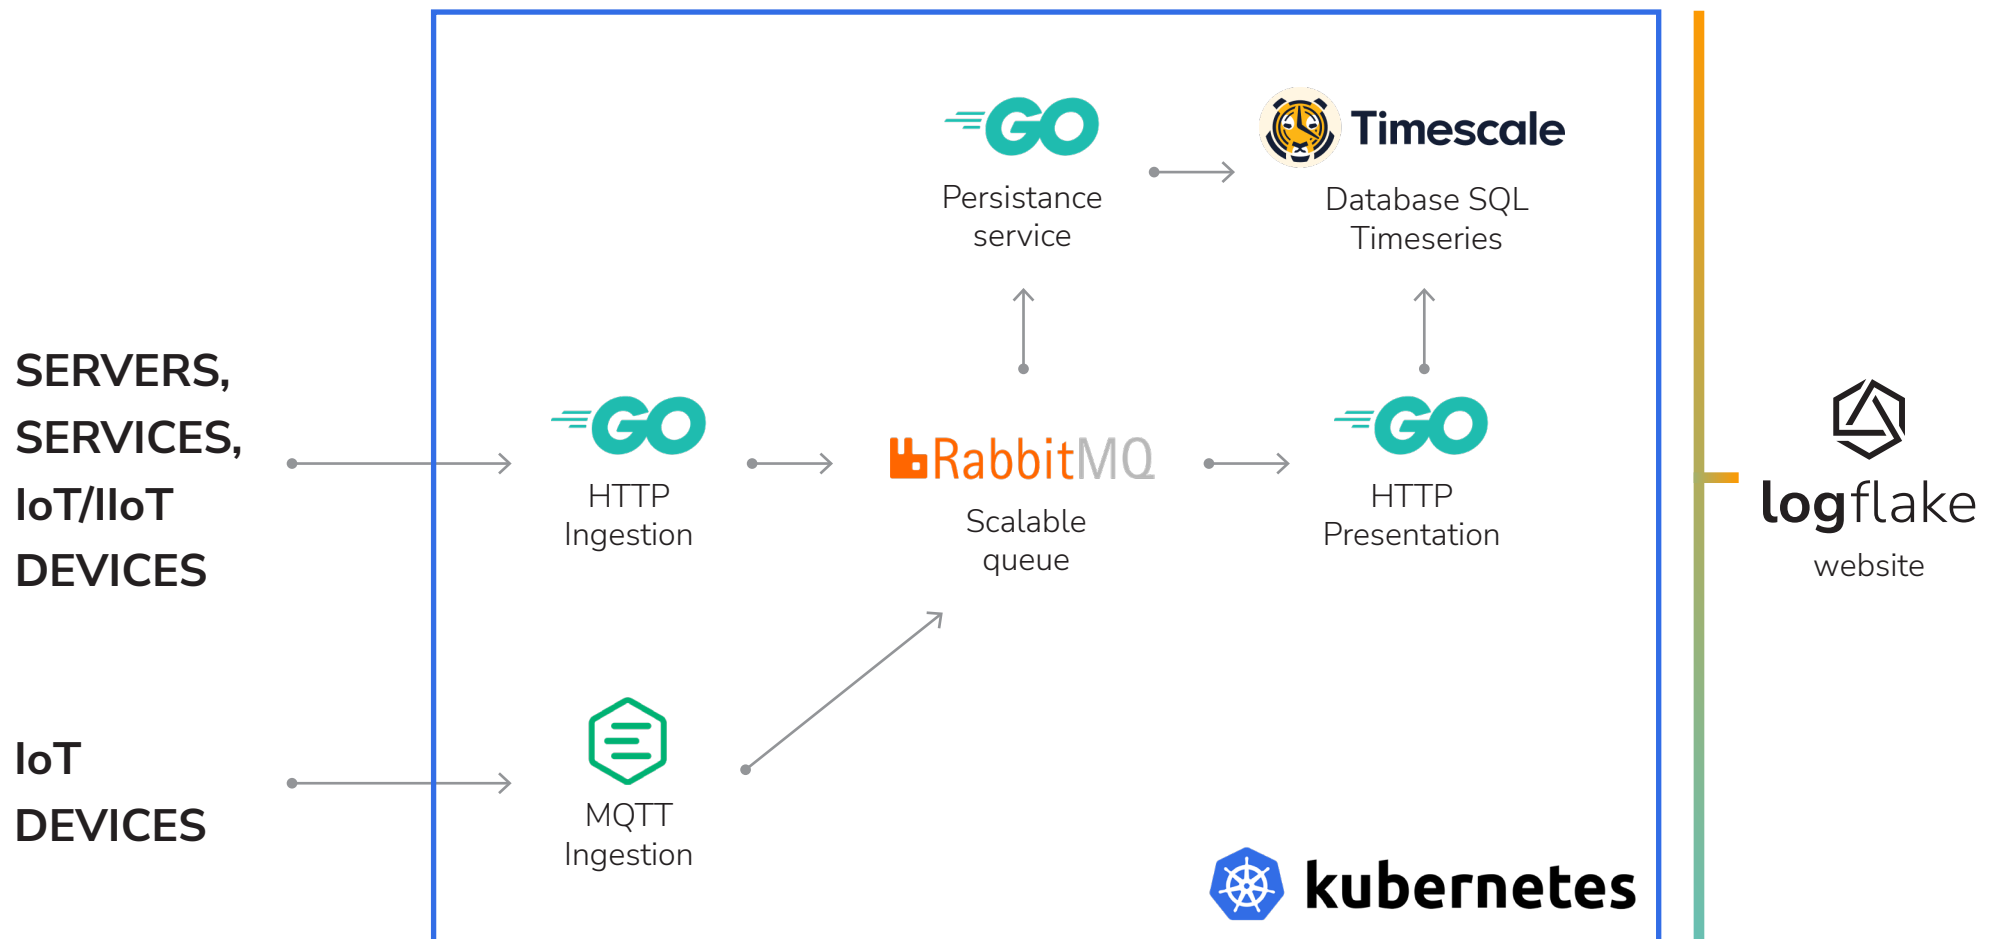 GO
Persistance
service
Timescale
Database SQL
Timeseries
SERVERS,
SERVICES,
IoT/IIoT
DEVICES
GO
HTTP
Ingestion
RabbitMQ
Scalable
queue
GO
HTTP
Presentation
logflake
website
IoT
DEVICES
MQTT
Ingestion
kubernetes